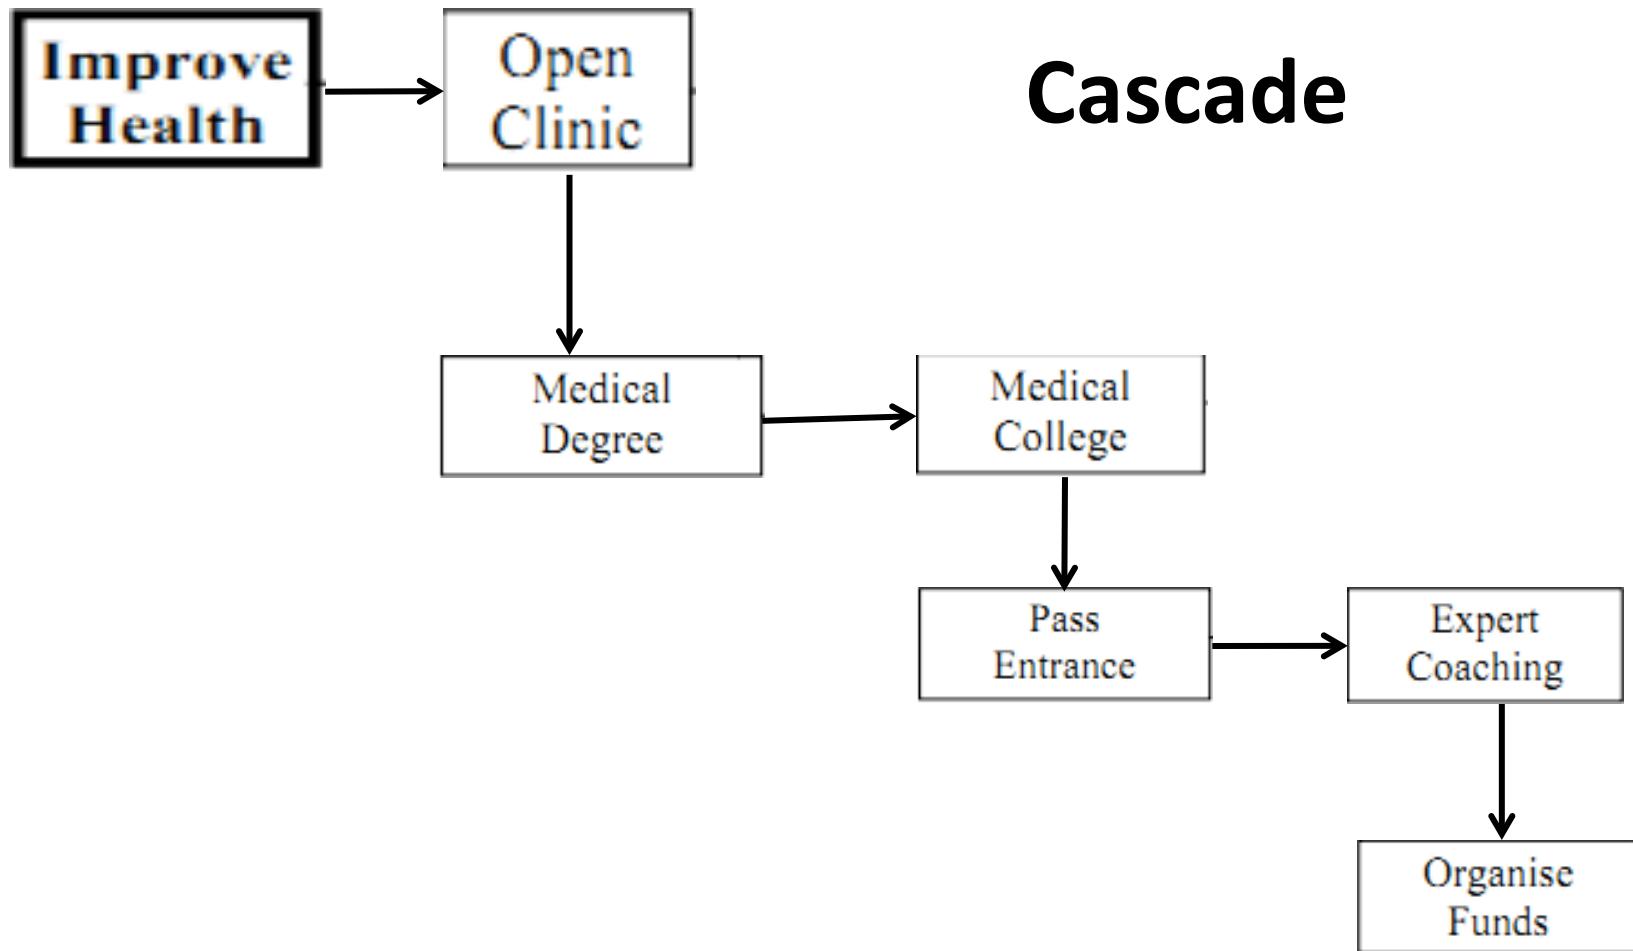 Improve
Health
Open
Clinic
Cascade
Medical
Degree
Medical
College
Pass
Entrance
Expert
Coaching
Organise
Funds